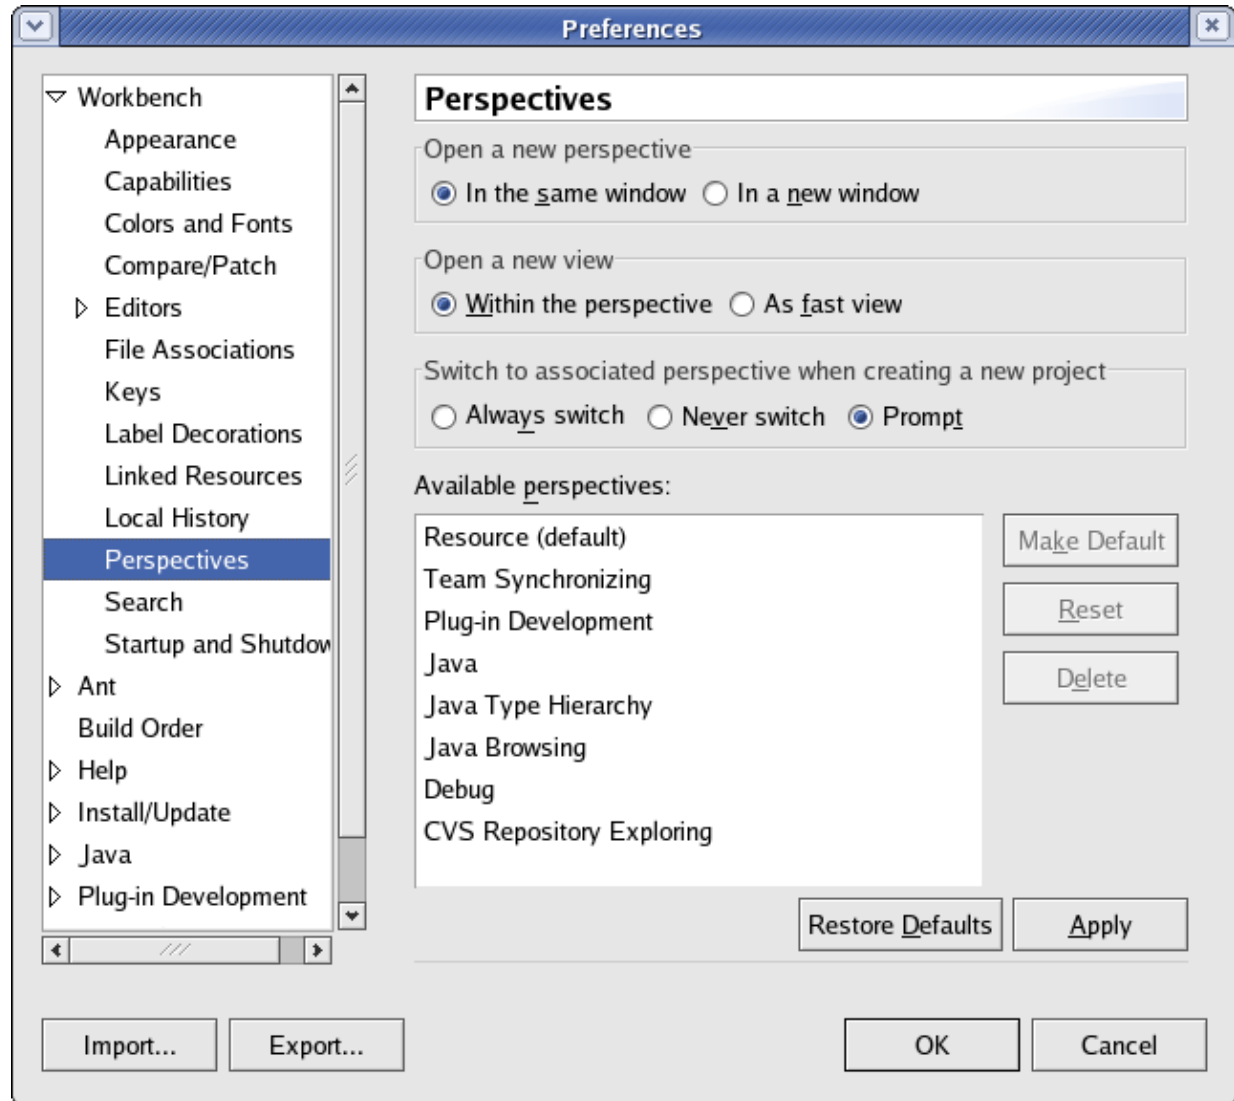 Preferences
Workbench
Appearance
Capabilities
Colors and Fonts
Compare/Patch
Editors
File Associations
Keys
Label Decorations
Linked Resources
Local History
Perspectives
Search
Startup and Shutdow
Ant
Build Order
Help
Install/Update
Java
Plug-in Development
Perspectives
Open a new perspective
In the same window In a new window
Open a new view
Within the perspective As fast view
Switch to associated perspective when creating a new project
Always switch Never switch Prompt
Available perspectives:
Resource (default)
Team Synchronizing
Plug-in Development
Java
Java Type Hierarchy
Java Browsing
Debug
CVS Repository Exploring
Make Default
Reset
Delete
Restore Defaults Apply
Import... Export... OK Cancel